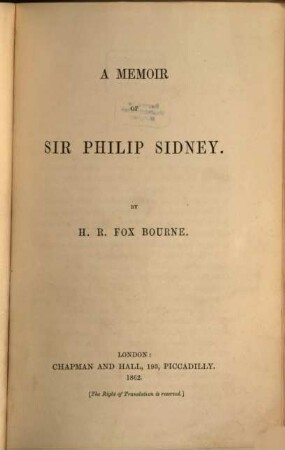 A MEMOIR
OF
SIR PHILIP SIDNEY.
BY
H. R. FOX BOURNE.
LONDON:
CHAPMAN AND HALL, 193, PICCADILLY.
1862.
[The Right of Translation is reserved.]